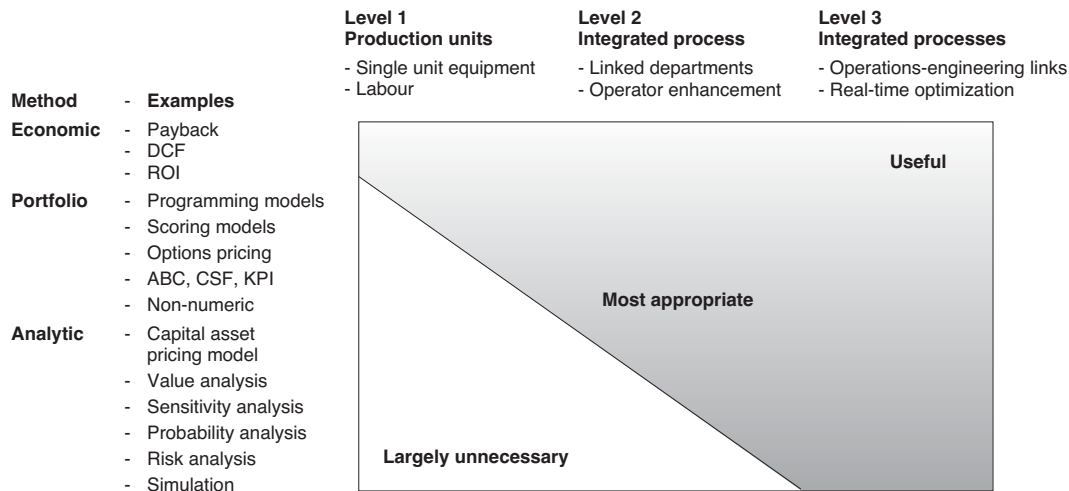 Level 1
Production units
- Single unit equipment
- Labour
Level 2
Integrated process
- Linked departments
- Operator enhancement
Level 3
Integrated processes
- Operations-engineering links
- Real-time optimization
Method - Examples
Economic - Payback
- DCF
- ROI
Portfolio - Programming models
- Scoring models
- Options pricing
- ABC, CSF, KPI
- Non-numeric
Analytic - Capital asset
pricing model
- Value analysis
- Sensitivity analysis
- Probability analysis
- Risk analysis
- Simulation
Useful
Most appropriate
Largely unnecessary